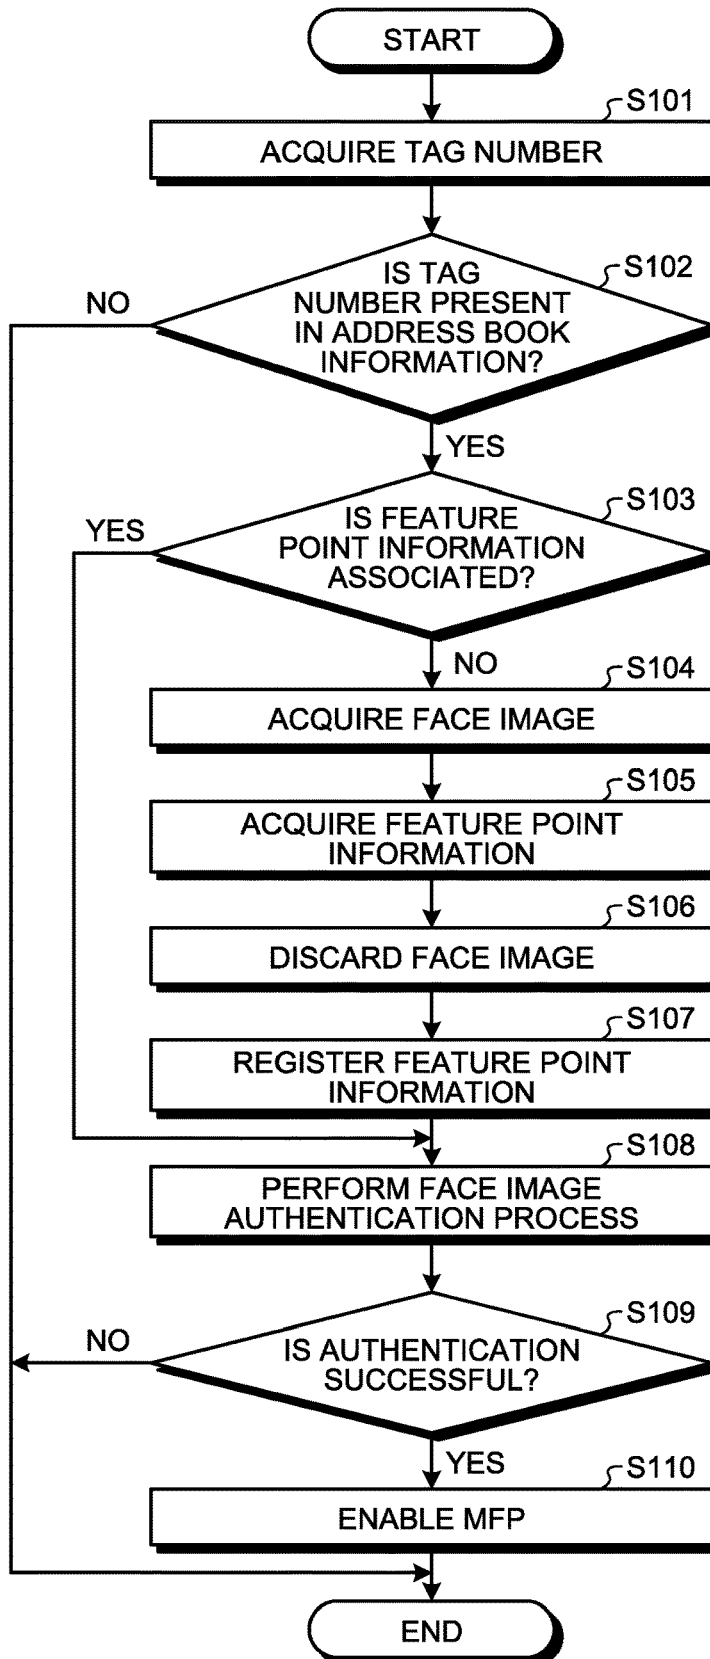 START
S101
ACQUIRE TAG NUMBER
S102
IS TAG
NUMBER PRESENT
IN ADDRESS BOOK
INFORMATION?
NO
YES
S103
IS FEATURE
POINT INFORMATION
ASSOCIATED?
YES
NO
S104
ACQUIRE FACE IMAGE
S105
ACQUIRE FEATURE POINT
INFORMATION
S106
DISCARD FACE IMAGE
S107
REGISTER FEATURE POINT
INFORMATION
S108
PERFORM FACE IMAGE
AUTHENTICATION PROCESS
S109
IS AUTHENTICATION
SUCCESSFUL?
NO
YES
S110
ENABLE MFP
END